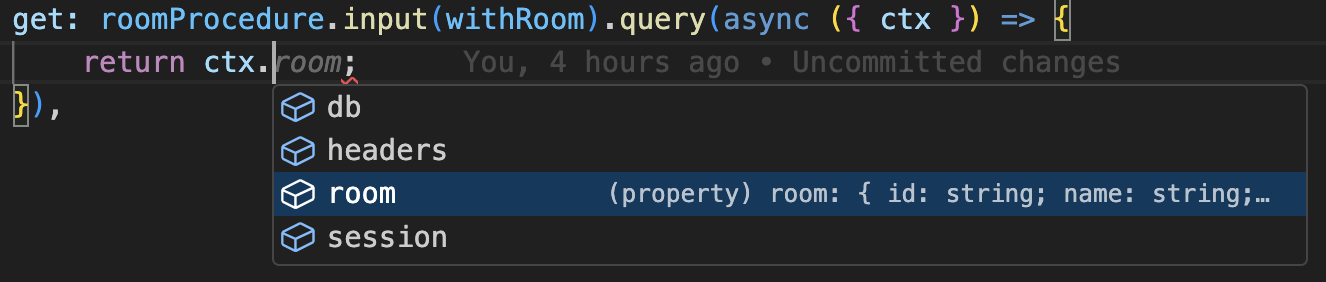 get: roomProcedure.input(withRoom).query(async ({ ctx }) => {
return ctx.room; You, 4 hours ago • Uncommitted changes
}),
db
headers
room (property) room: { id: string; name: string;…
session